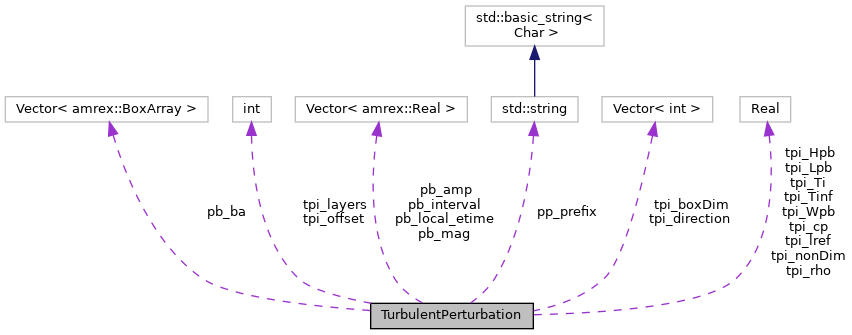 std::basic_string<
Char >
Vector< amrex::BoxArray >
int
Vector< amrex::Real >
std::string
Vector< int >
Real
pb_ba
tpi_layers
tpi_offset
pb_amp
pb_interval
pb_local_etime
pb_mag
pp_prefix
tpi_boxDim
tpi_direction
tpi_Hpb
tpi_Lpb
tpi_Ti
tpi_Tinf
tpi_Wpb
tpi_cp
tpi_lref
tpi_nonDim
tpi_rho
TurbulentPerturbation